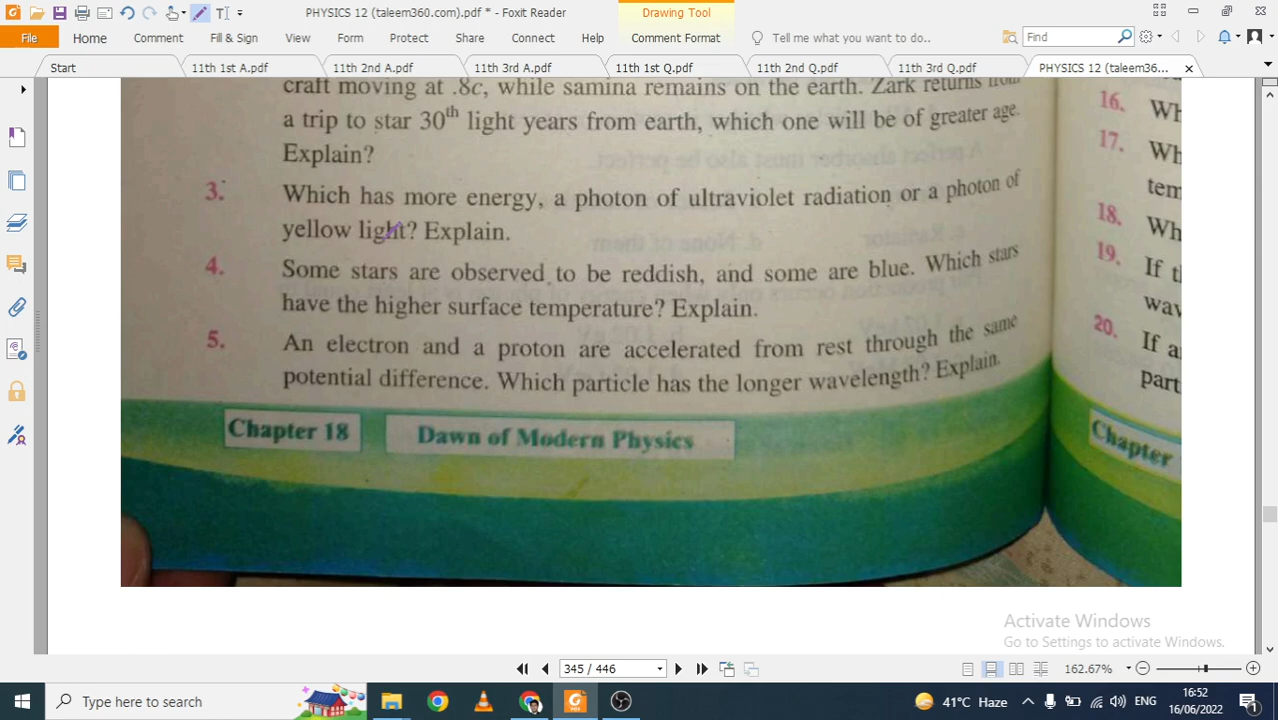 PHYSICS 12 (taleem360.com).pdf * - Foxit Reader
Drawing Tool
File
Home
Comment
Fill & Sign
View
Form
Protect
Share
Connect
Help
Comment Format
Tell me what you want to do..
Find
Start
11th 1st A.pdf
11th 2nd A.pdf
11th 3rd A.pdf
11th 1st Q.pdf
11th 2nd Q.pdf
11th 3rd Q.pdf
PHYSICS 12 (taleem360.com...
craft moving at .8c, while samina remains on the earth. Zark returns from
a trip to star 30th light years from earth, which one will be of greater age.
Explain?
3. Which has more energy, a photon of ultraviolet radiation or a photon of
yellow light? Explain.
4. Some stars are observed to be reddish, and some are blue. Which stars
have the higher surface temperature? Explain.
5. An electron and a proton are accelerated from rest through the same
potential difference. Which particle has the longer wavelength? Explain.
Chapter 18
Dawn of Modern Physics
16. Wh
17. Wh
tem
18. Wh
19. If t
wav
20. If a
part
Chapter
Activate Windows
Go to Settings to activate Windows.
345 / 446
162.67%
Type here to search
41°C Haze
ENG
16:52
16/06/2022
1